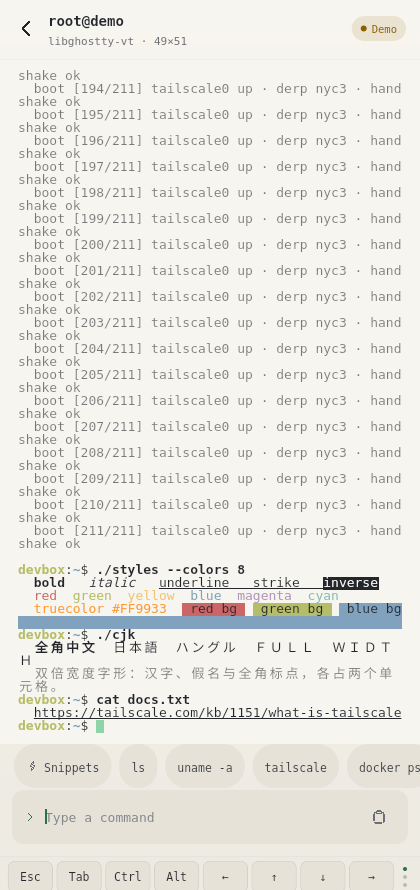 root@demo
libghostty-vt · 49×51
Demo
shake ok
boot [194/211] tailscale0 up · derp nyc3 · hand
shake ok
boot [195/211] tailscale0 up · derp nyc3 · hand
shake ok
boot [196/211] tailscale0 up · derp nyc3 · hand
shake ok
boot [197/211] tailscale0 up · derp nyc3 · hand
shake ok
boot [198/211] tailscale0 up · derp nyc3 · hand
shake ok
boot [199/211] tailscale0 up · derp nyc3 · hand
shake ok
boot [200/211] tailscale0 up · derp nyc3 · hand
shake ok
boot [201/211] tailscale0 up · derp nyc3 · hand
shake ok
boot [202/211] tailscale0 up · derp nyc3 · hand
shake ok
boot [203/211] tailscale0 up · derp nyc3 · hand
shake ok
boot [204/211] tailscale0 up · derp nyc3 · hand
shake ok
boot [205/211] tailscale0 up · derp nyc3 · hand
shake ok
boot [206/211] tailscale0 up · derp nyc3 · hand
shake ok
boot [207/211] tailscale0 up · derp nyc3 · hand
shake ok
boot [208/211] tailscale0 up · derp nyc3 · hand
shake ok
boot [209/211] tailscale0 up · derp nyc3 · hand
shake ok
boot [210/211] tailscale0 up · derp nyc3 · hand
shake ok
boot [211/211] tailscale0 up · derp nyc3 · hand
shake ok
devbox:~$ ./styles --colors 8
bold italic underline strike inverse
red green yellow blue magenta cyan
truecolor #FF9933 red bg green bg blue bg
devbox:~$ ./cjk
全角中文 日本語 ハングル ＦＵＬＬ ＷＩＤＴ
Ｈ
双倍宽度字形：汉字、假名与全角标点，各占两个单
元格。
devbox:~$ cat docs.txt
https://tailscale.com/kb/1151/what-is-tailscale
devbox:~$
Snippets ls uname -a tailscale docker ps
Type a command
Esc Tab Ctrl Alt ← ↑ ↓ →